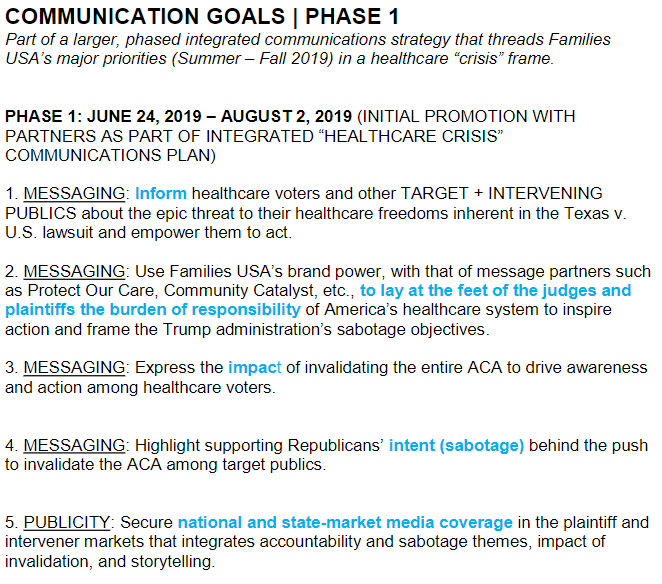 COMMUNICATION GOALS | PHASE 1
Part of a larger, phased integrated communications strategy that threads Families
USA's major priorities (Summer – Fall 2019) in a healthcare “crisis” frame.
PHASE 1: JUNE 24, 2019 – AUGUST 2, 2019 (INITIAL PROMOTION WITH
PARTNERS AS PART OF INTEGRATED “HEALTHCARE CRISIS”
COMMUNICATIONS PLAN)
1. MESSAGING: Inform healthcare voters and other TARGET + INTERVENING
PUBLICS about the epic threat to their healthcare freedoms inherent in the Texas v.
U.S. lawsuit and empower them to act.
2. MESSAGING: Use Families USA's brand power, with that of message partners such
as Protect Our Care, Community Catalyst, etc., to lay at the feet of the judges and
plaintiffs the burden of responsibility of America's healthcare system to inspire
action and frame the Trump administration's sabotage objectives.
3. MESSAGING: Express the impact of invalidating the entire ACA to drive awareness
and action among healthcare voters.
4. MESSAGING: Highlight supporting Republicans' intent (sabotage) behind the push
to invalidate the ACA among target publics.
5. PUBLICITY: Secure national and state-market media coverage in the plaintiff and
intervener markets that integrates accountability and sabotage themes, impact of
invalidation, and storytelling.